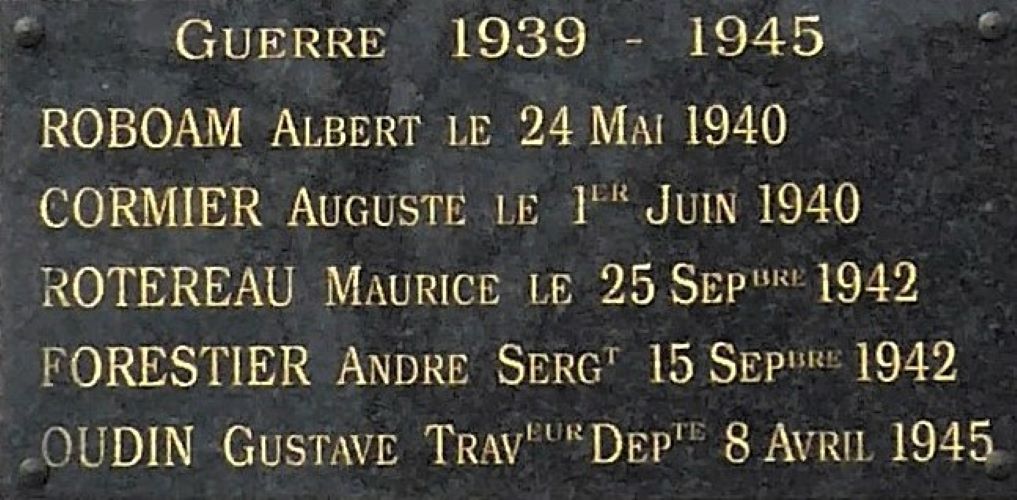 GUERRE 1939 - 1945
ROBOAM ALBERT LE 24 MAI 1940
CORMIER AUGUSTE LE 1ER JUIN 1940
ROTEREAU MAURICE LE 25 SEPBRE 1942
FORESTIER ANDRE SERGT 15 SEPBRE 1942
OUDIN GUSTAVE TRAVEUR DEPTE 8 AVRIL 1945